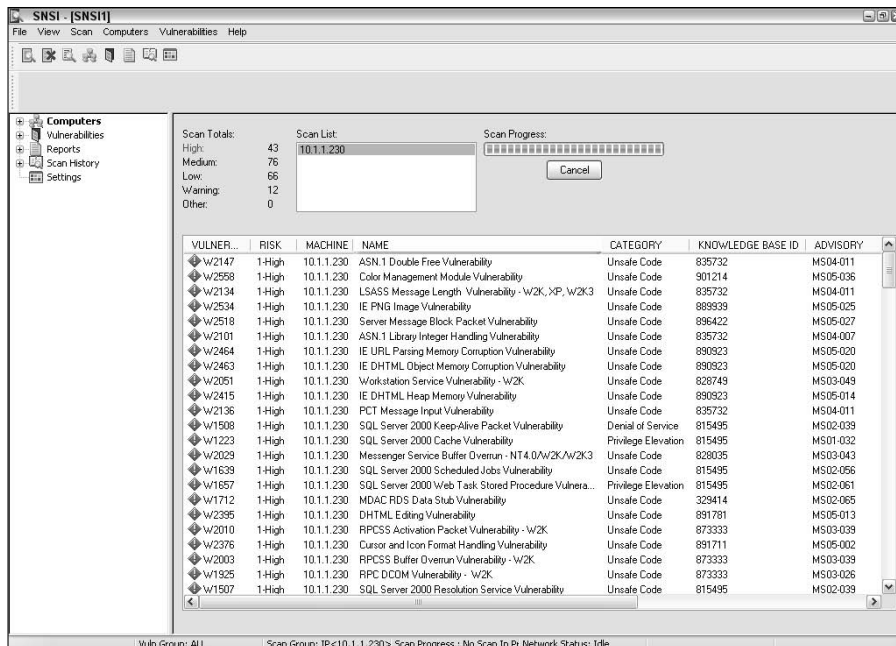 SNSI - [SNSI1]
File View Scan Computers Vulnerabilities Help
Computers
Vulnerabilities
Reports
Scan History
Settings
Scan Totals: Scan List: Scan Progress:
High: 43 10.1.1.230
Medium: 76
Cancel
Low: 66
Warning: 12
Other: 0
VULNER... RISK MACHINE NAME CATEGORY KNOWLEDGE BASE ID ADVISORY
W2147 1-High 10.1.1.230 ASN.1 Double Free Vulnerability Unsafe Code 835732 MS04-011
W2558 1-High 10.1.1.230 Color Management Module Vulnerability Unsafe Code 901214 MS05-036
W2134 1-High 10.1.1.230 LSASS Message Length Vulnerability - W2K, XP, W2K3 Unsafe Code 835732 MS04-011
W2534 1-High 10.1.1.230 IE PNG Image Vulnerability Unsafe Code 889939 MS05-025
W2518 1-High 10.1.1.230 Server Message Block Packet Vulnerability Unsafe Code 896422 MS05-027
W2101 1-High 10.1.1.230 ASN.1 Library Integer Handling Vulnerability Unsafe Code 835732 MS04-007
W2464 1-High 10.1.1.230 IE URL Parsing Memory Corruption Vulnerability Unsafe Code 890923 MS05-020
W2463 1-High 10.1.1.230 IE DHTML Object Memory Corruption Vulnerability Unsafe Code 890923 MS05-020
W2051 1-High 10.1.1.230 Workstation Service Vulnerability - W2K Unsafe Code 828749 MS03-049
W2415 1-High 10.1.1.230 IE DHTML Heap Memory Vulnerability Unsafe Code 890923 MS05-014
W2136 1-High 10.1.1.230 PCT Message Input Vulnerability Unsafe Code 835732 MS04-011
W1508 1-High 10.1.1.230 SQL Server 2000 Keep-Alive Packet Vulnerability Denial of Service 815495 MS02-039
W1223 1-High 10.1.1.230 SQL Server 2000 Cache Vulnerability Privilege Elevation 815495 MS01-032
W2029 1-High 10.1.1.230 Messenger Service Buffer Overrun - NT4.0/W2K/W2K3 Unsafe Code 828035 MS03-043
W1639 1-High 10.1.1.230 SQL Server 2000 Scheduled Jobs Vulnerability Unsafe Code 815495 MS02-056
W1657 1-High 10.1.1.230 SQL Server 2000 Web Task Stored Procedure Vulnera... Privilege Elevation 815495 MS02-061
W1712 1-High 10.1.1.230 MDAC RDS Data Stub Vulnerability Unsafe Code 329414 MS02-065
W2395 1-High 10.1.1.230 DHTML Editing Vulnerability Unsafe Code 891781 MS05-013
W2010 1-High 10.1.1.230 RPCSS Activation Packet Vulnerability - W2K Unsafe Code 873333 MS03-039
W2376 1-High 10.1.1.230 Cursor and Icon Format Handling Vulnerability Unsafe Code 891711 MS05-002
W2003 1-High 10.1.1.230 RPCSS Buffer Overrun Vulnerability - W2K Unsafe Code 873333 MS03-039
W1925 1-High 10.1.1.230 RPC DCOM Vulnerability - W2K Unsafe Code 873333 MS03-026
W1507 1-High 10.1.1.230 SQL Server 2000 Resolution Service Vulnerability Unsafe Code 815495 MS02-039
Vuln Group: ALL Scan Group: IP<10.1.1.230> Scan Progress : No Scan In Pr Network Status: Idle